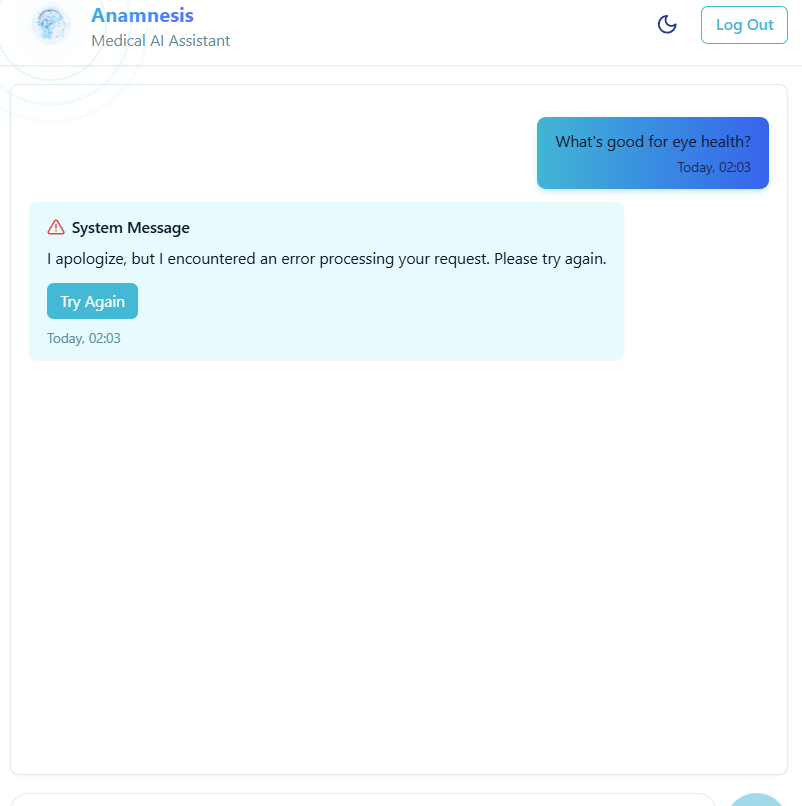 Anamnesis
Medical AI Assistant
Log Out
What's good for eye health?
Today, 02:03
System Message
I apologize, but I encountered an error processing your request. Please try again.
Try Again
Today, 02:03